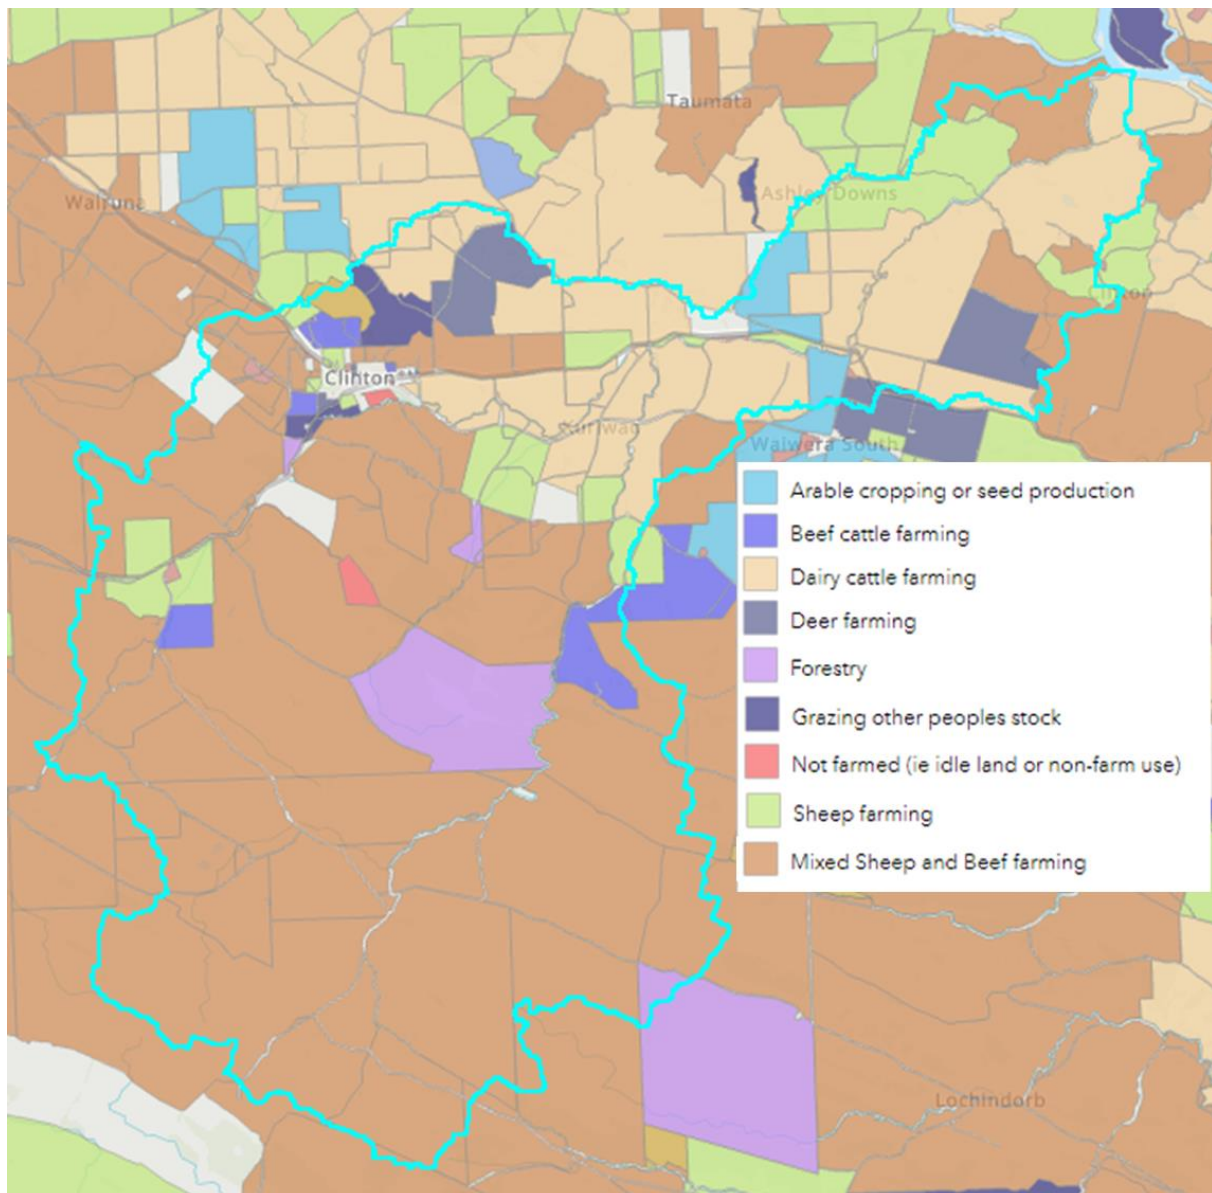 Taumata
Ashley Downs
Wairuna
Clifton
Clinton
Kuriwao
Waiwera South
Arable cropping or seed production
Beef cattle farming
Dairy cattle farming
Deer farming
Forestry
Grazing other peoples stock
Not farmed (ie idle land or non-farm use)
Sheep farming
Mixed Sheep and Beef farming
Lochindorb